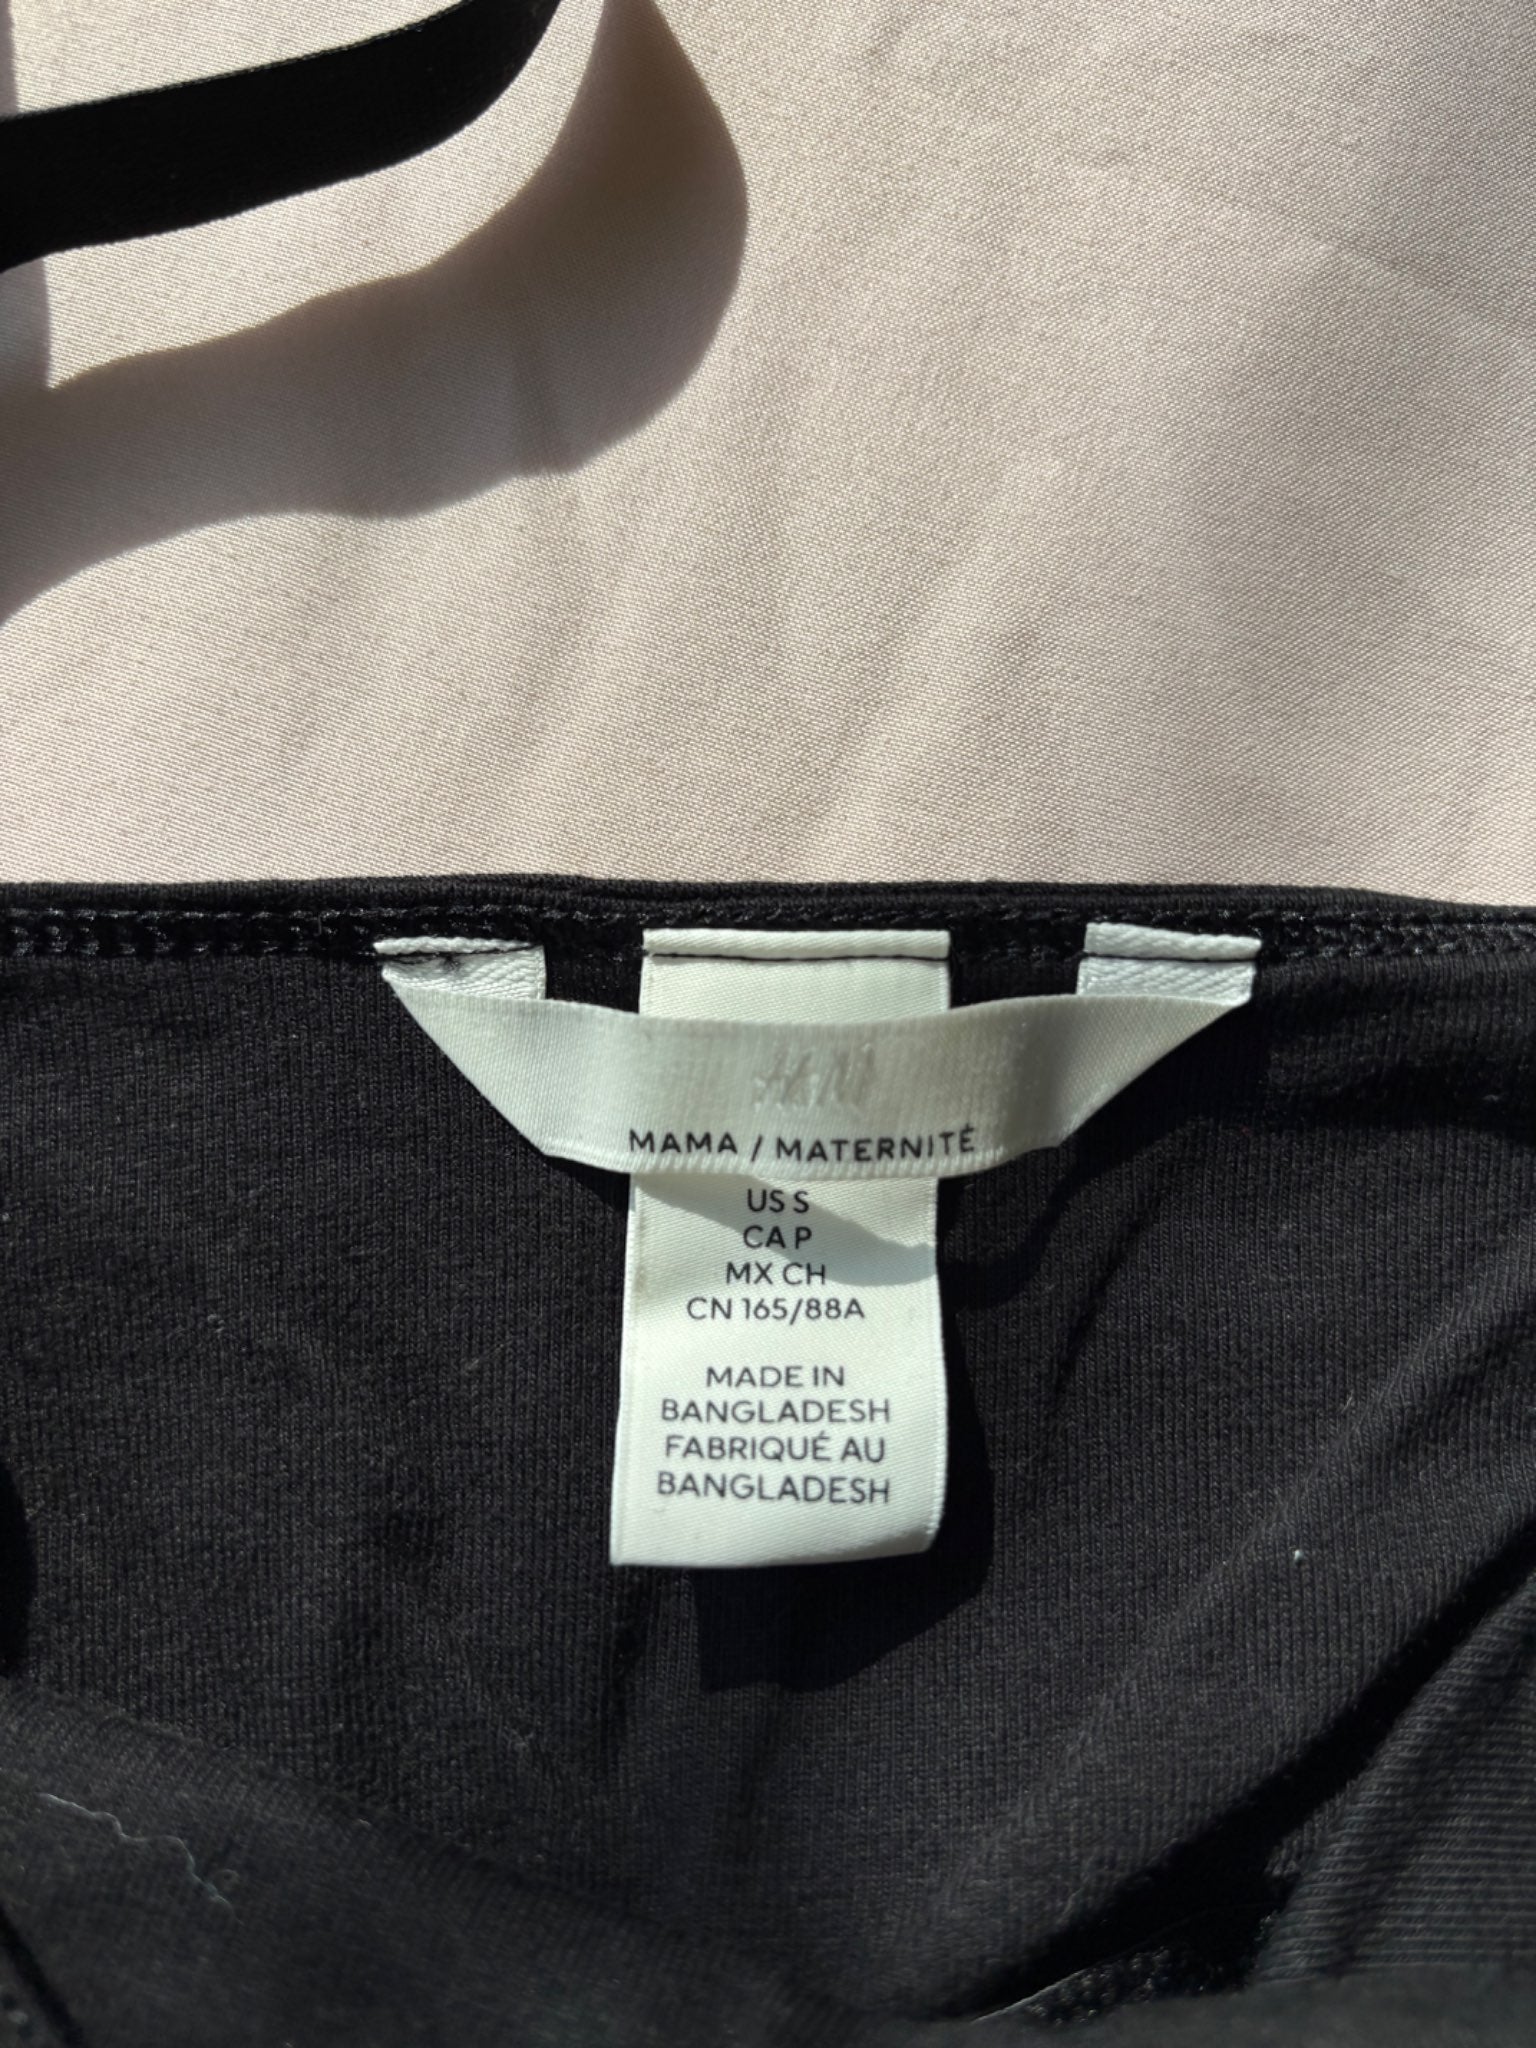 H&M
MAMA / MATERNITÉ
US S
CA P
MX CH
CN 165/88A
MADE IN
BANGLADESH
FABRIQUÉ AU
BANGLADESH